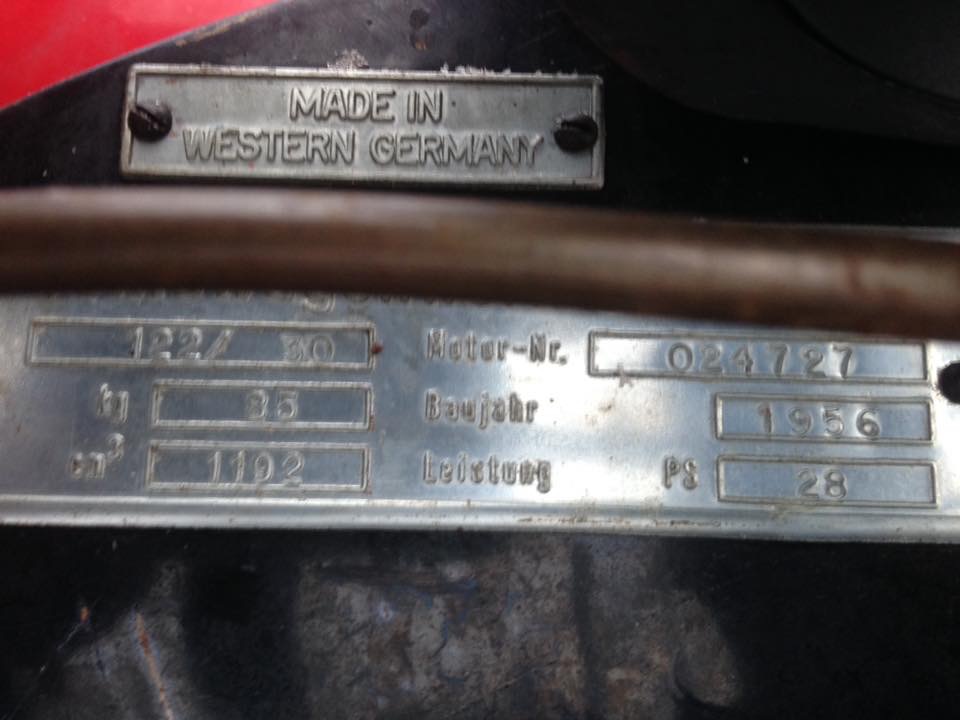 MADE IN
WESTERN GERMANY
122/ 30 Motor-Nr. 024727
kg 85 Baujahr 1956
cm³ 1192 Leistung PS 28